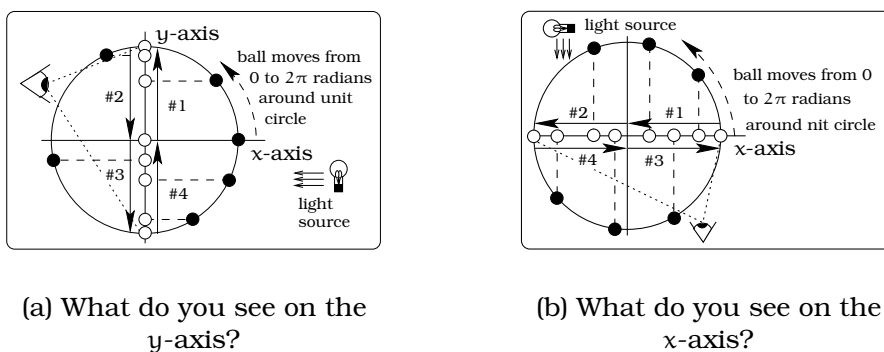 y-axis
ball moves from
0 to 2π radians
around unit
circle
#2
#1
x-axis
#3
#4
light
source
light source
ball moves from 0
to 2π radians
around nit circle
#2
#1
x-axis
#4
#3
(a) What do you see on the
y-axis?
(b) What do you see on the
x-axis?